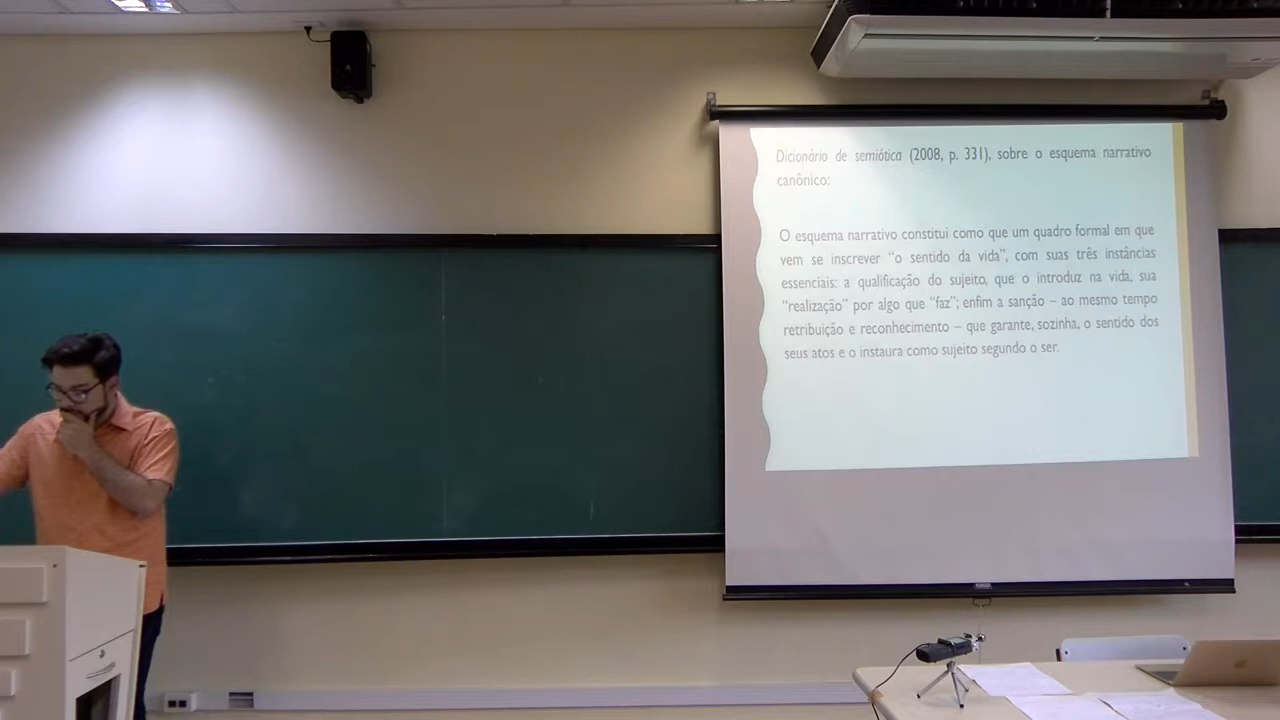 Dicionário de semiótica (2008, p. 331), sobre o esquema narrativo
canônico:
O esquema narrativo constitui como que um quadro formal em que
vem se inscrever “o sentido da vida”, com suas três instâncias
essenciais: a qualificação do sujeito, que o introduz na vida, sua
“realização” por algo que “faz”; enfim a sanção – ao mesmo tempo
retribuição e reconhecimento – que garante, sozinha, o sentido dos
seus atos e o instaura como sujeito segundo o ser.